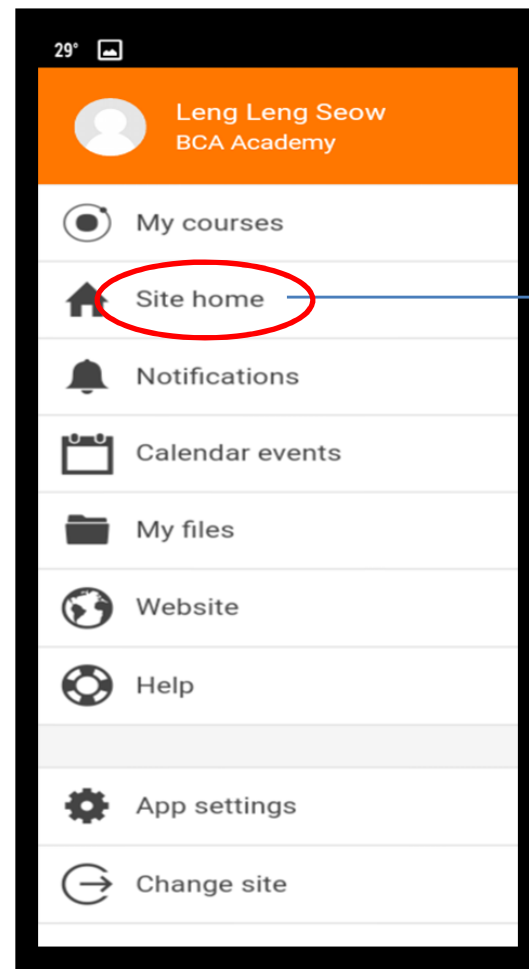 29°
Leng Leng Seow
BCA Academy
My courses
Site home
Notifications
Calendar events
My files
Website
Help
App settings
Change site